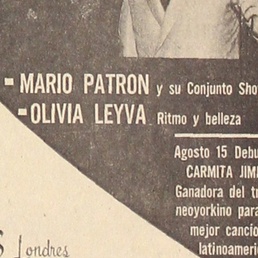 -MARIO PATRON y su Conjunto Sho
-OLIVIA LEYVA Ritmo y belleza
Agosto 15 Debu
CARMITA JIM
Ganadora del t
neoyorkino para
mejor cancio
latinoameri
S Londres